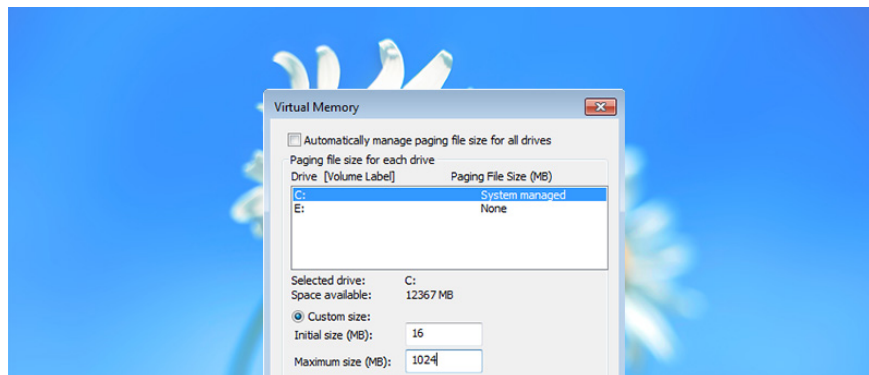 Virtual Memory
Automatically manage paging file size for all drives
Paging file size for each drive
Drive [Volume Label] Paging File Size (MB)
C: System managed
E: None
Selected drive: C:
Space available: 12367 MB
Custom size:
Initial size (MB): 16
Maximum size (MB): 1024